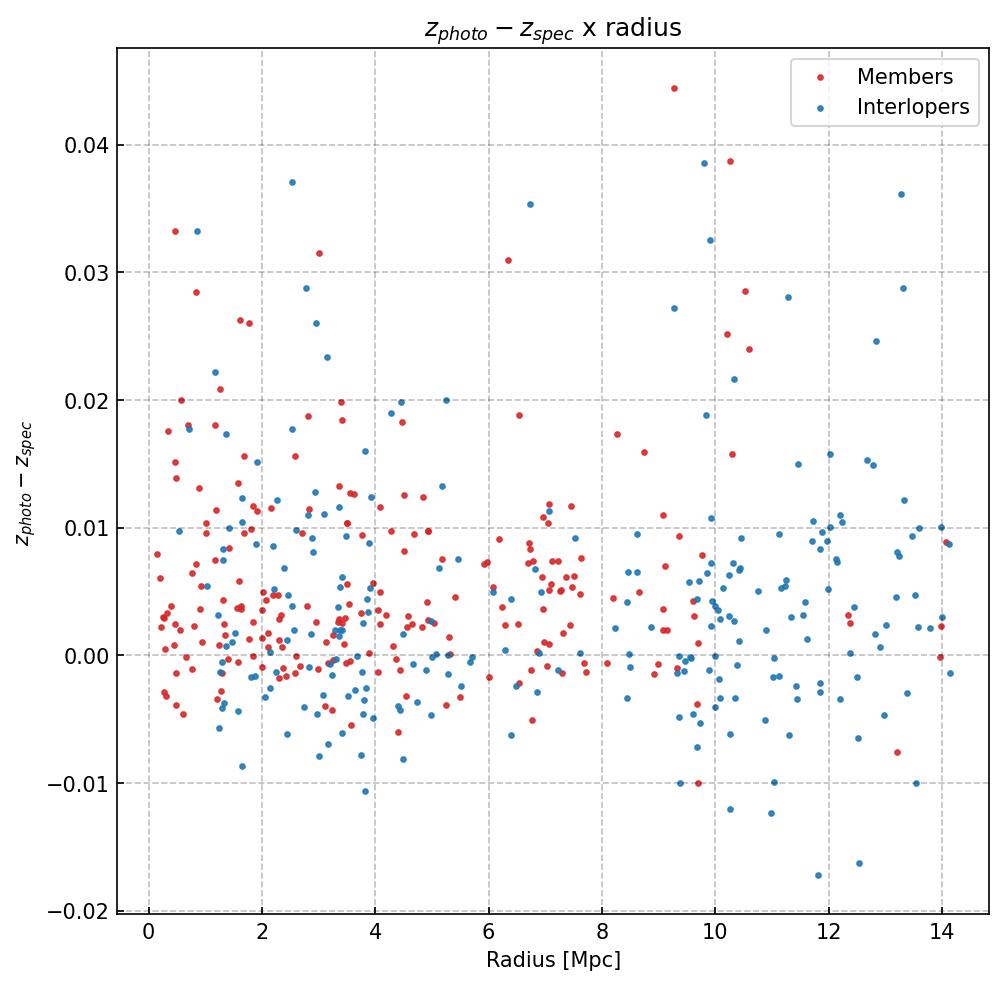 z_photo − z_spec x radius
Members
Interlopers
z_photo − z_spec
0.04
0.03
0.02
0.01
0.00
−0.01
−0.02
0 2 4 6 8 10 12 14
Radius [Mpc]